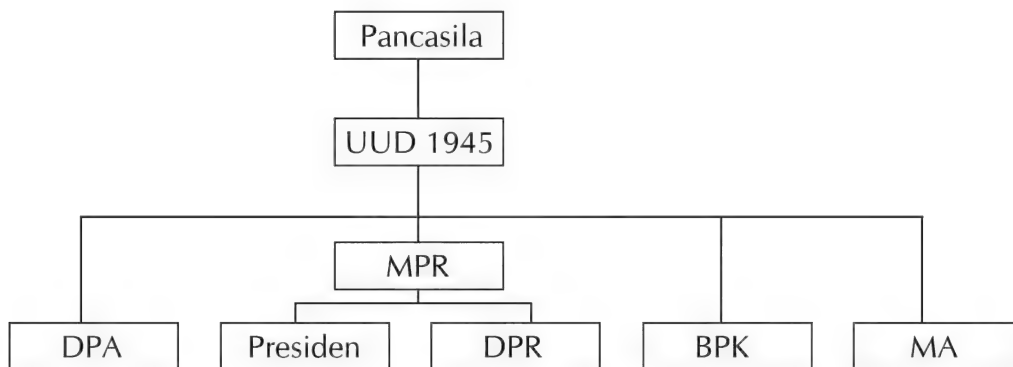 Pancasila
UUD 1945
MPR
DPA
Presiden
DPR
BPK
MA